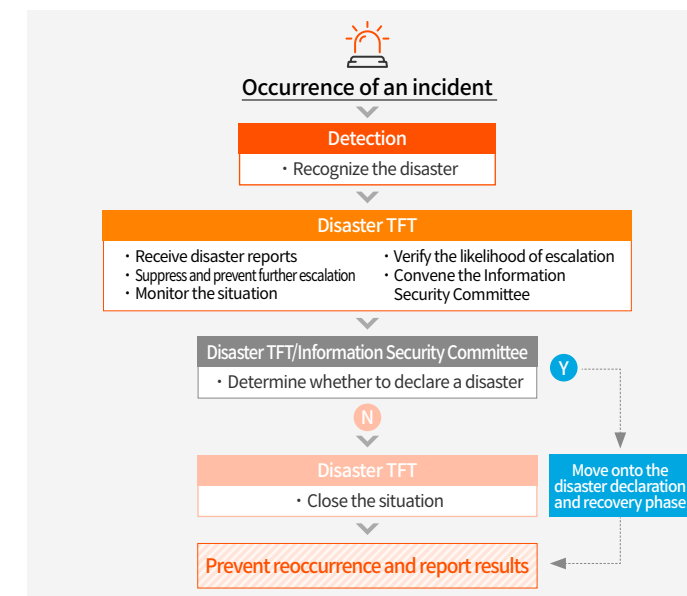 Occurrence of an incident
Detection
· Recognize the disaster
Disaster TFT
· Receive disaster reports
· Suppress and prevent further escalation
· Monitor the situation
· Verify the likelihood of escalation
· Convene the Information
Security Committee
Disaster TFT/Information Security Committee
· Determine whether to declare a disaster
Y
N
Disaster TFT
· Close the situation
Move onto the
disaster declaration
and recovery phase
Prevent reoccurrence and report results